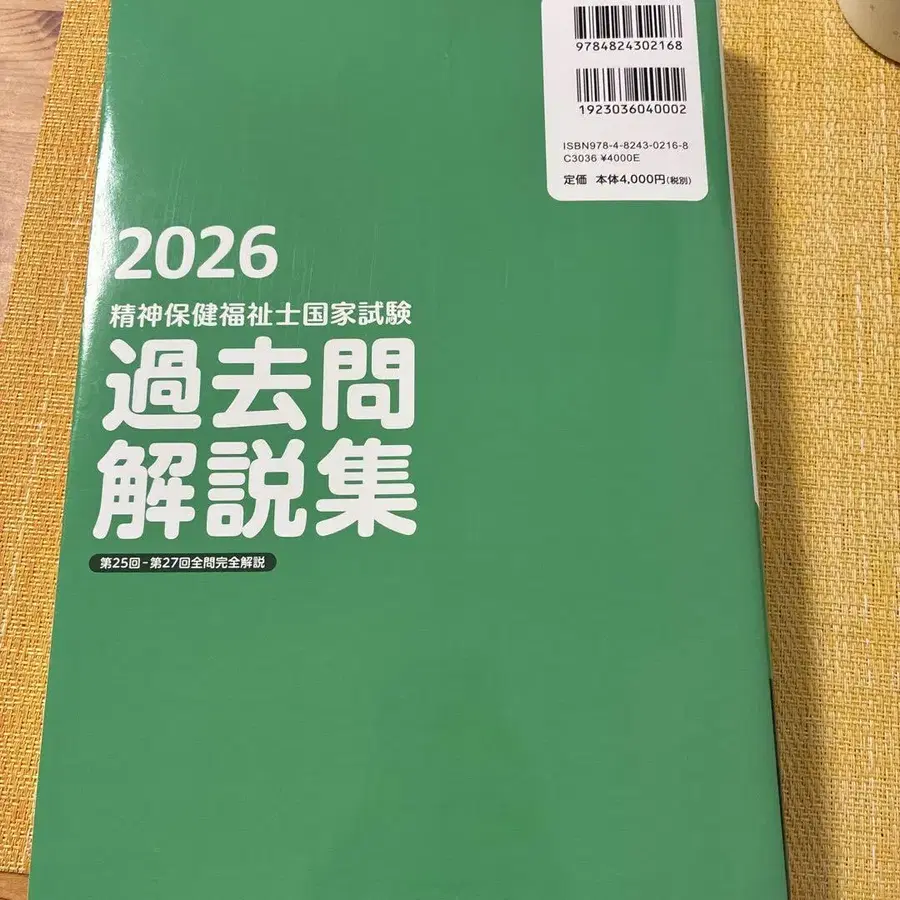 9784824302168
1923036040002
ISBN978-4-8243-0216-8
C3036 ¥4000E
定価 本体4,000円(税別)
2026
精神保健福祉士国家試験
過去問
解説集
第25回-第27回全問完全解説